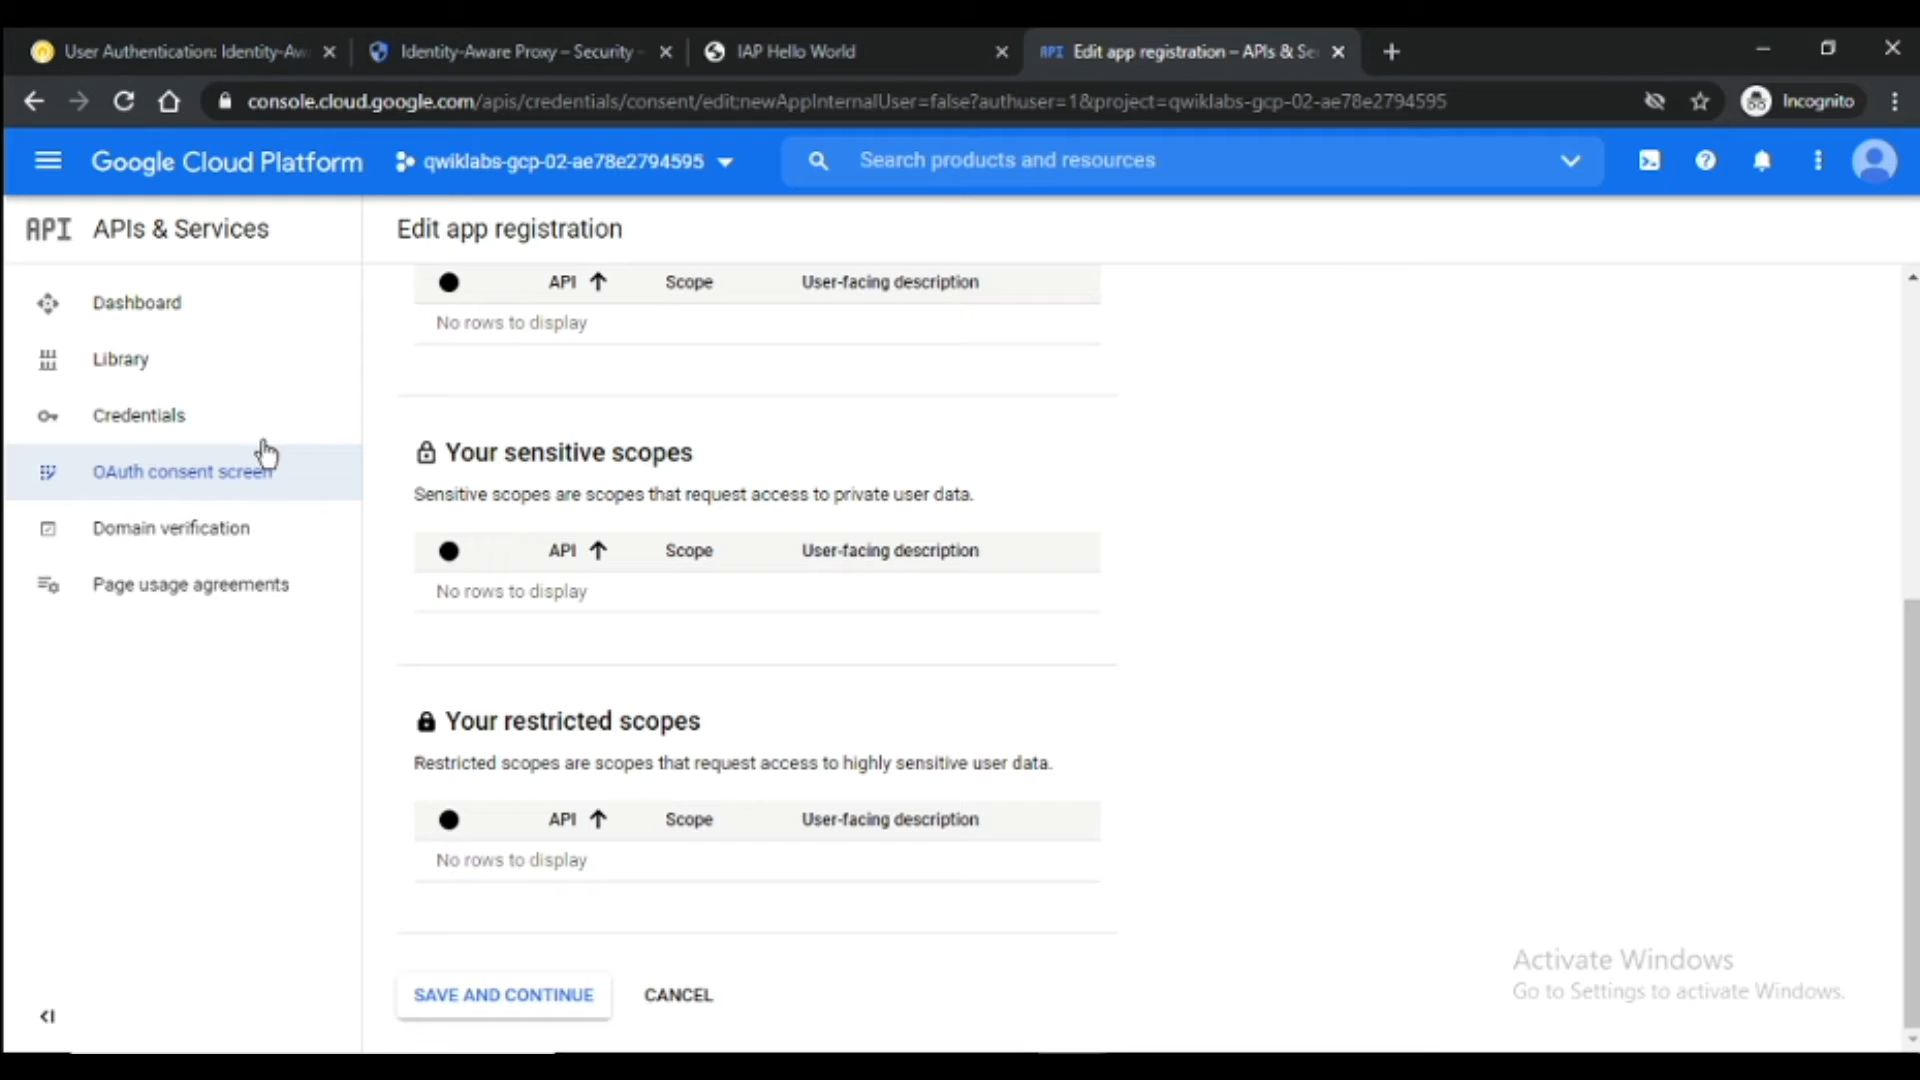 User Authentication: Identity-Aw
Identity-Aware Proxy – Security -
IAP Hello World
API Edit app registration – APIs & Se
console.cloud.google.com/apis/credentials/consent/edit;newAppInternalUser=false?authuser=1&project=qwiklabs-gcp-02-ae78e2794595
Incognito
Google Cloud Platform
qwiklabs-gcp-02-ae78e2794595
Search products and resources
API APIs & Services
Edit app registration
Dashboard
Library
Credentials
OAuth consent screen
Domain verification
Page usage agreements
API Scope User-facing description
No rows to display
Your sensitive scopes
Sensitive scopes are scopes that request access to private user data.
API Scope User-facing description
No rows to display
Your restricted scopes
Restricted scopes are scopes that request access to highly sensitive user data.
API Scope User-facing description
No rows to display
SAVE AND CONTINUE
CANCEL
Activate Windows
Go to Settings to activate Windows.